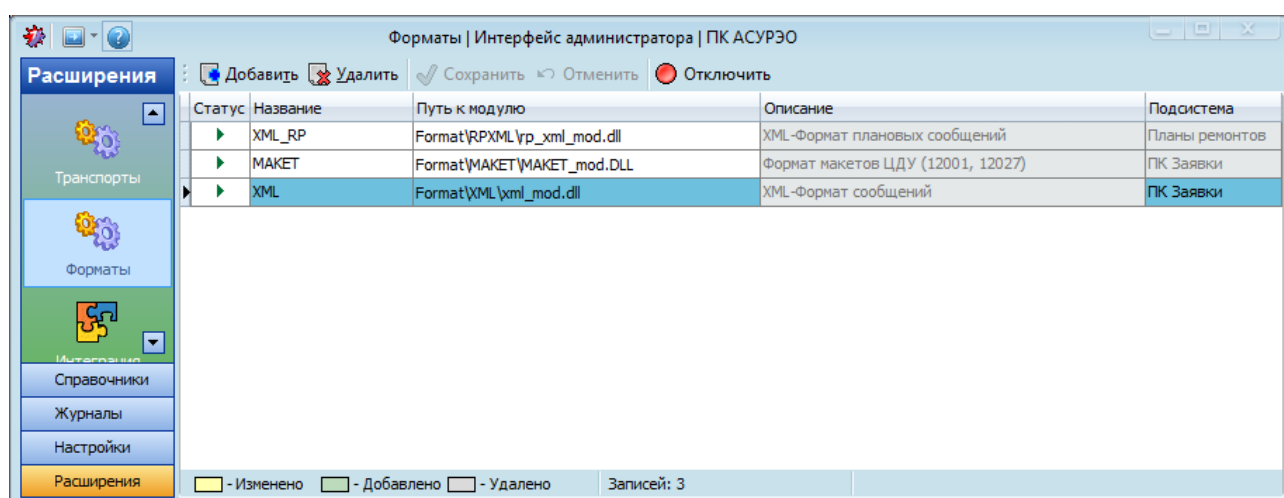 Форматы | Интерфейс администратора | ПК АСУРЭО
Расширения
Добавить Удалить Сохранить Отменить Отключить
Статус Название Путь к модулю Описание Подсистема
XML_RP Format\RPXML\rp_xml_mod.dll XML-Формат плановых сообщений Планы ремонтов
MAKET Format\MAKET\MAKET_mod.DLL Формат макетов ЦДУ (12001, 12027) ПК Заявки
XML Format\XML\xml_mod.dll XML-Формат сообщений ПК Заявки
Транспорты
Форматы
Интеграция
Справочники
Журналы
Настройки
Расширения
- Изменено - Добавлено - Удалено Записей: 3